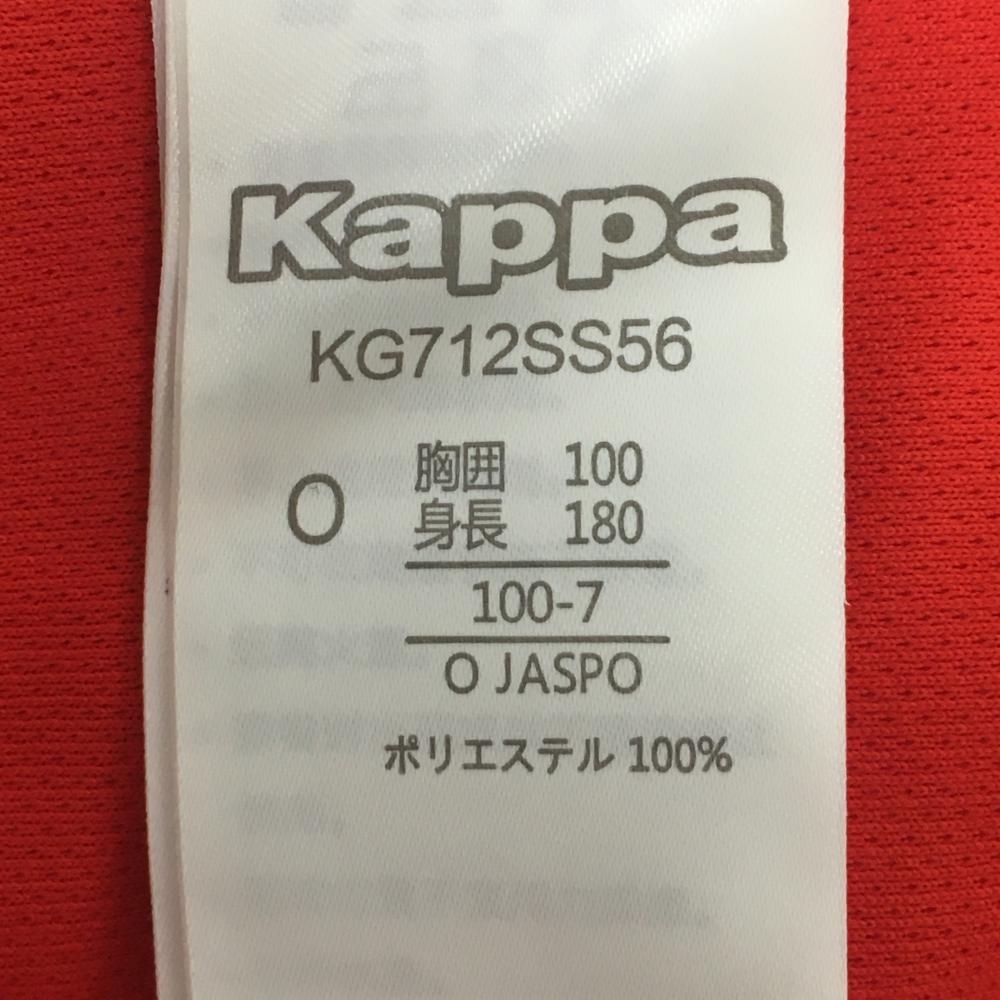 Kappa
KG712SS56
O
胸囲 100
身長 180
100-7
O JASPO
ポリエステル 100%